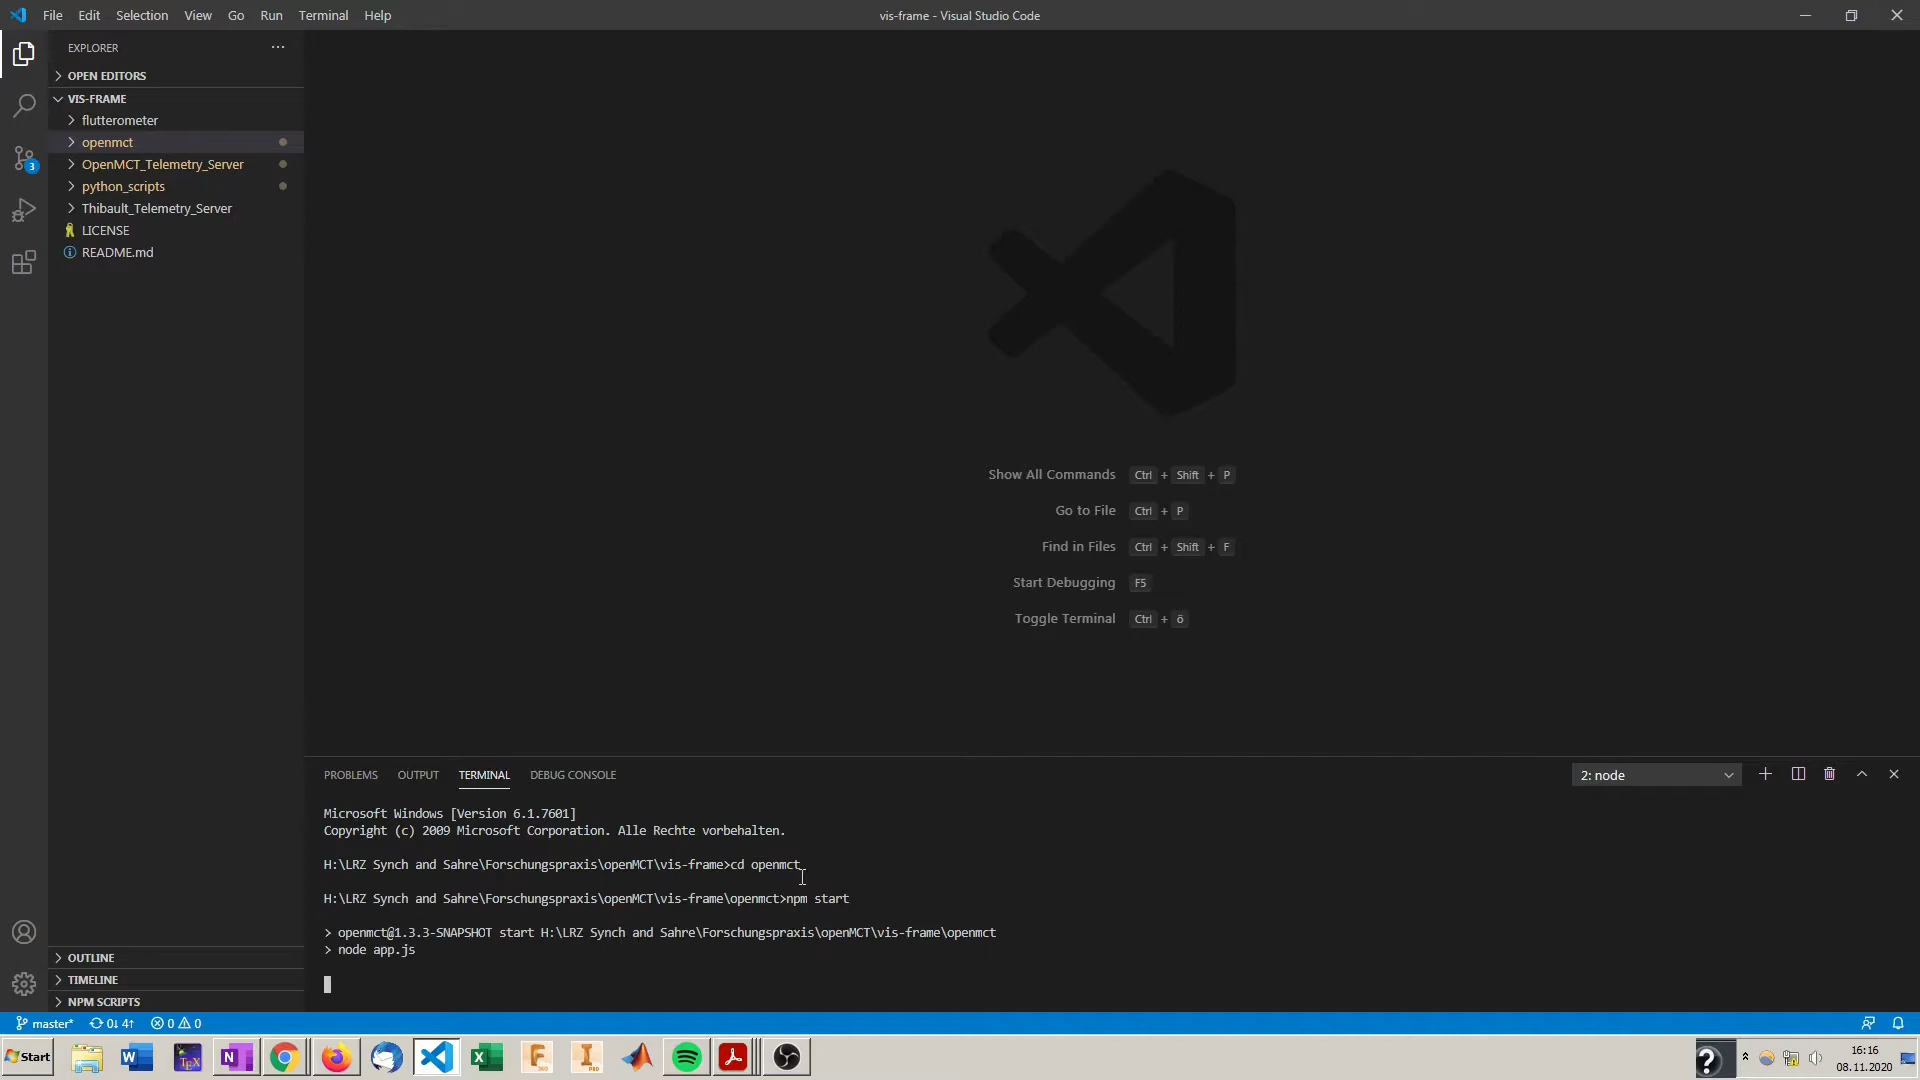 File Edit Selection View Go Run Terminal Help
vis-frame - Visual Studio Code
EXPLORER
OPEN EDITORS
VIS-FRAME
flutterometer
openmct
OpenMCT_Telemetry_Server
3
python_scripts
Thibault_Telemetry_Server
LICENSE
README.md
Show All Commands Ctrl + Shift + P
Go to File Ctrl + P
Find in Files Ctrl + Shift + F
Start Debugging F5
Toggle Terminal Ctrl + ö
PROBLEMS OUTPUT TERMINAL DEBUG CONSOLE
2: node
Microsoft Windows [Version 6.1.7601]
Copyright (c) 2009 Microsoft Corporation. Alle Rechte vorbehalten.
H:\LRZ Synch and Sahre\Forschungspraxis\openMCT\vis-frame>cd openmct
H:\LRZ Synch and Sahre\Forschungspraxis\openMCT\vis-frame\openmct>npm start
> openmct@1.3.3-SNAPSHOT start H:\LRZ Synch and Sahre\Forschungspraxis\openMCT\vis-frame\openmct
> node app.js
OUTLINE
TIMELINE
NPM SCRIPTS
master* 0↓ 4↑ 0 0
Start
16:16
08.11.2020